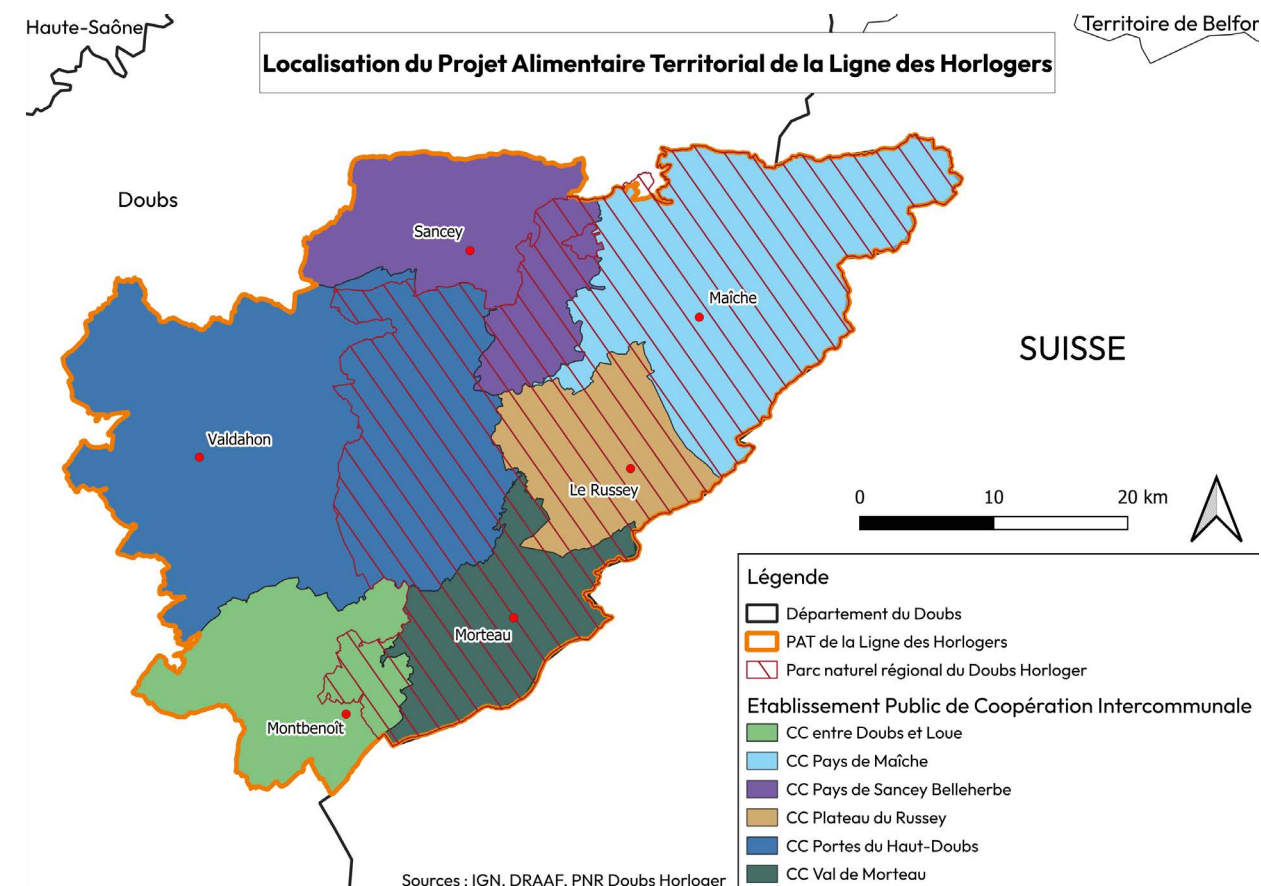 Haute-Saône
Territoire de Belfor
Localisation du Projet Alimentaire Territorial de la Ligne des Horlogers
Doubs
Sancey
Maîche
SUISSE
Valdahon
Le Russey
0 10 20 km
Morteau
Montbenoît
Légende
Département du Doubs
PAT de la Ligne des Horlogers
Parc naturel régional du Doubs Horloger
Etablissement Public de Coopération Intercommunale
CC entre Doubs et Loue
CC Pays de Maîche
CC Pays de Sancey Belleherbe
CC Plateau du Russey
CC Portes du Haut-Doubs
CC Val de Morteau
Sources : IGN, DRAAF, PNR Doubs Horloger